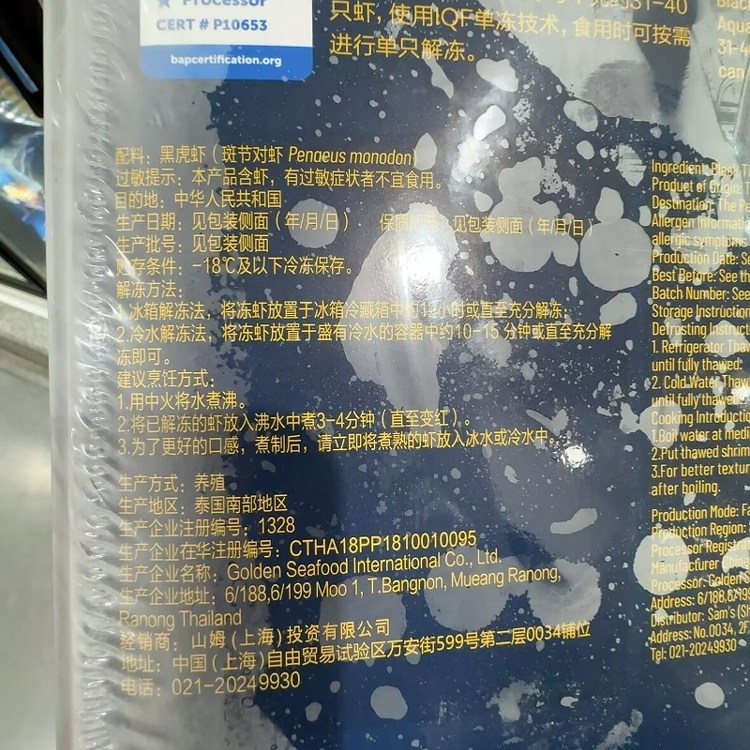 Processor
CERT # P10653
bapcertification.org
31-40
只虾，使用IQF单冻技术，食用时可按需
进行单只解冻。
配料：黑虎虾（斑节对虾 Penaeus monodon）
过敏提示：本产品含虾，有过敏症状者不宜食用。
目的地：中华人民共和国
生产日期：见包装侧面（年/月/日） 保质期至：见包装侧面（年/月/日）
生产批号：见包装侧面
贮存条件：-18℃及以下冷冻保存。
解冻方法：
1.冰箱解冻法，将冻虾放置于冰箱冷藏箱中约12小时或直至充分解冻；
2.冷水解冻法，将冻虾放置于盛有冷水的容器中约10-15 分钟或直至充分解
冻即可。
建议烹饪方式：
1.用中火将水煮沸。
2.将已解冻的虾放入沸水中煮3-4分钟（直至变红）。
3.为了更好的口感，煮制后，请立即将煮熟的虾放入冰水或冷水中。
生产方式：养殖
生产地区：泰国南部地区
生产企业注册编号：1328
生产企业在华注册编号：CTHA18PP1810010095
生产企业名称：Golden Seafood International Co., Ltd.
生产企业地址：6/188,6/199 Moo 1, T.Bangnon, Mueang Ranong,
Ranong Thailand
经销商：山姆（上海）投资有限公司
地址：中国（上海）自由贸易试验区万安街599号第二层0034铺位
电话：021-20249930
31-4
Ingredient: Black
Product of Origin:
Destination: The
Allergen Information
allergic symptoms
Production Date:
Best Before: See
Batch Number: See
Storage Instruction
Defrosting
1. Refrigerator
until fully thawed:
2. Cold Water
until fully thawed
Cooking
1.Boil water at
2.Put thawed
3.For better
after boiling.
Production Mode:
Production Region:
Processor
Manufacturer
Processor: Golden
Address: 6/188,6/199
Distributor: Sam's
Address: No.0034, 2F
Tel: 021-20249930